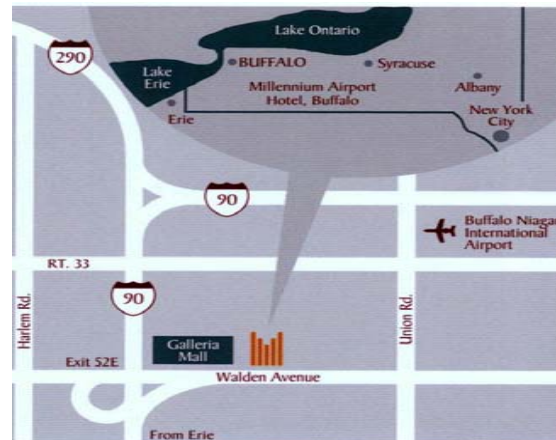 290
Lake Ontario
Lake
Erie
BUFFALO
Syracuse
Albany
Millennium Airport
Hotel, Buffalo
Erie
New York
City
90
Buffalo Niagar
International
Airport
RT. 33
90
Harlem Rd.
Union Rd.
Galleria
Mall
Exit 52E
Walden Avenue
From Erie